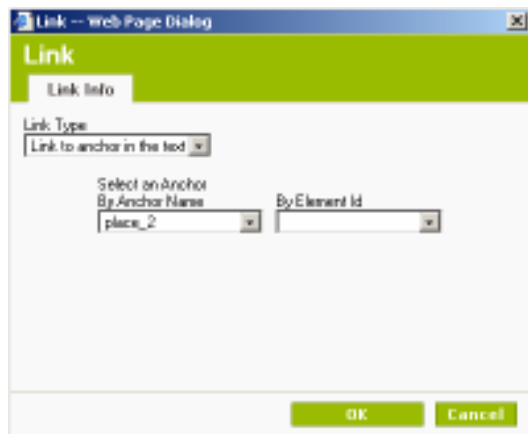 Link -- Web Page Dialog
Link
Link Info
Link Type
Link to anchor in the text
Select an Anchor
By Anchor Name By Element Id
place_2
OK Cancel